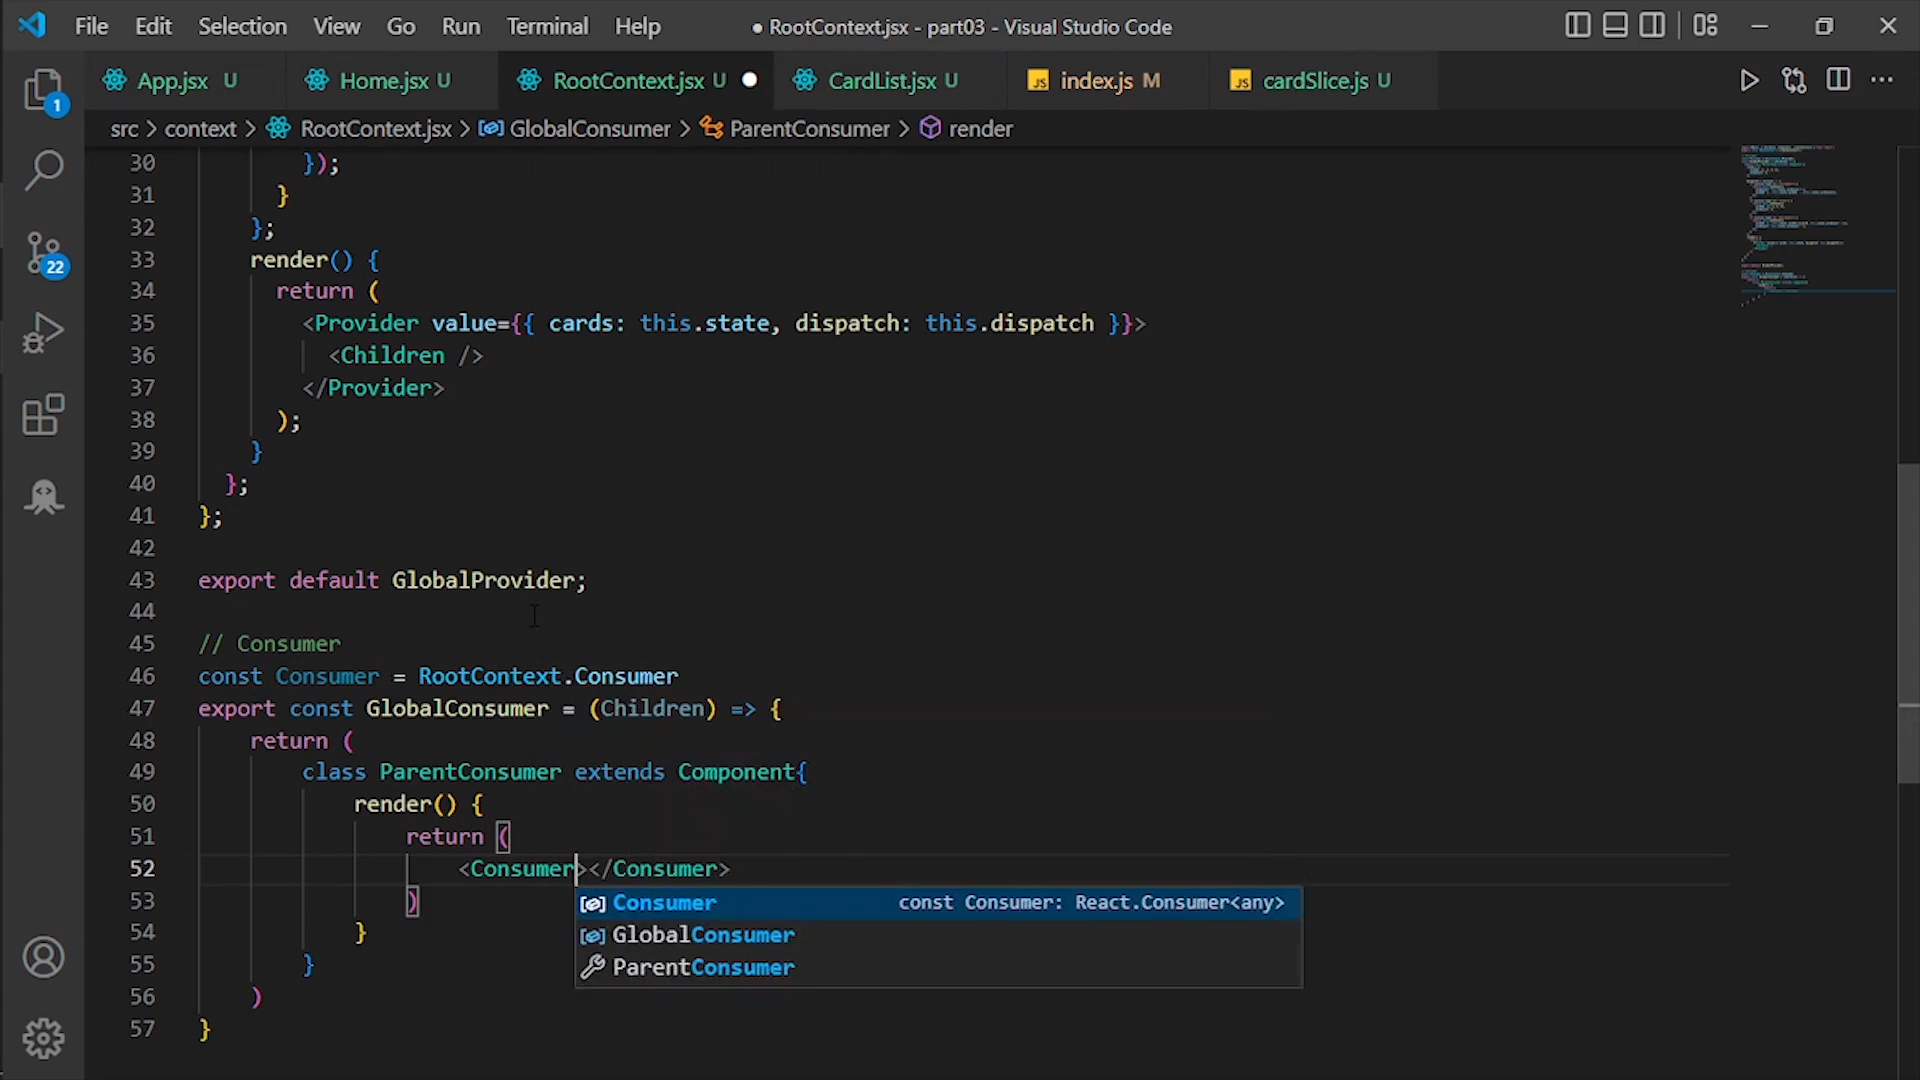 File Edit Selection View Go Run Terminal Help ● RootContext.jsx - part03 - Visual Studio Code
App.jsx U Home.jsx U RootContext.jsx U CardList.jsx U JS index.js M JS cardSlice.js U
src > context > RootContext.jsx > GlobalConsumer > ParentConsumer > render
1
22
30 });
31 }
32 };
33 render() {
34 return (
35 <Provider value={{ cards: this.state, dispatch: this.dispatch }}>
36 <Children />
37 </Provider>
38 );
39 }
40 };
41 };
42
43 export default GlobalProvider;
44
45 // Consumer
46 const Consumer = RootContext.Consumer
47 export const GlobalConsumer = (Children) => {
48 return (
49 class ParentConsumer extends Component{
50 render() {
51 return (
52 <Consumer></Consumer>
Consumer const Consumer: React.Consumer<any>
GlobalConsumer
ParentConsumer
53 )
54 }
55 }
56 )
57 }